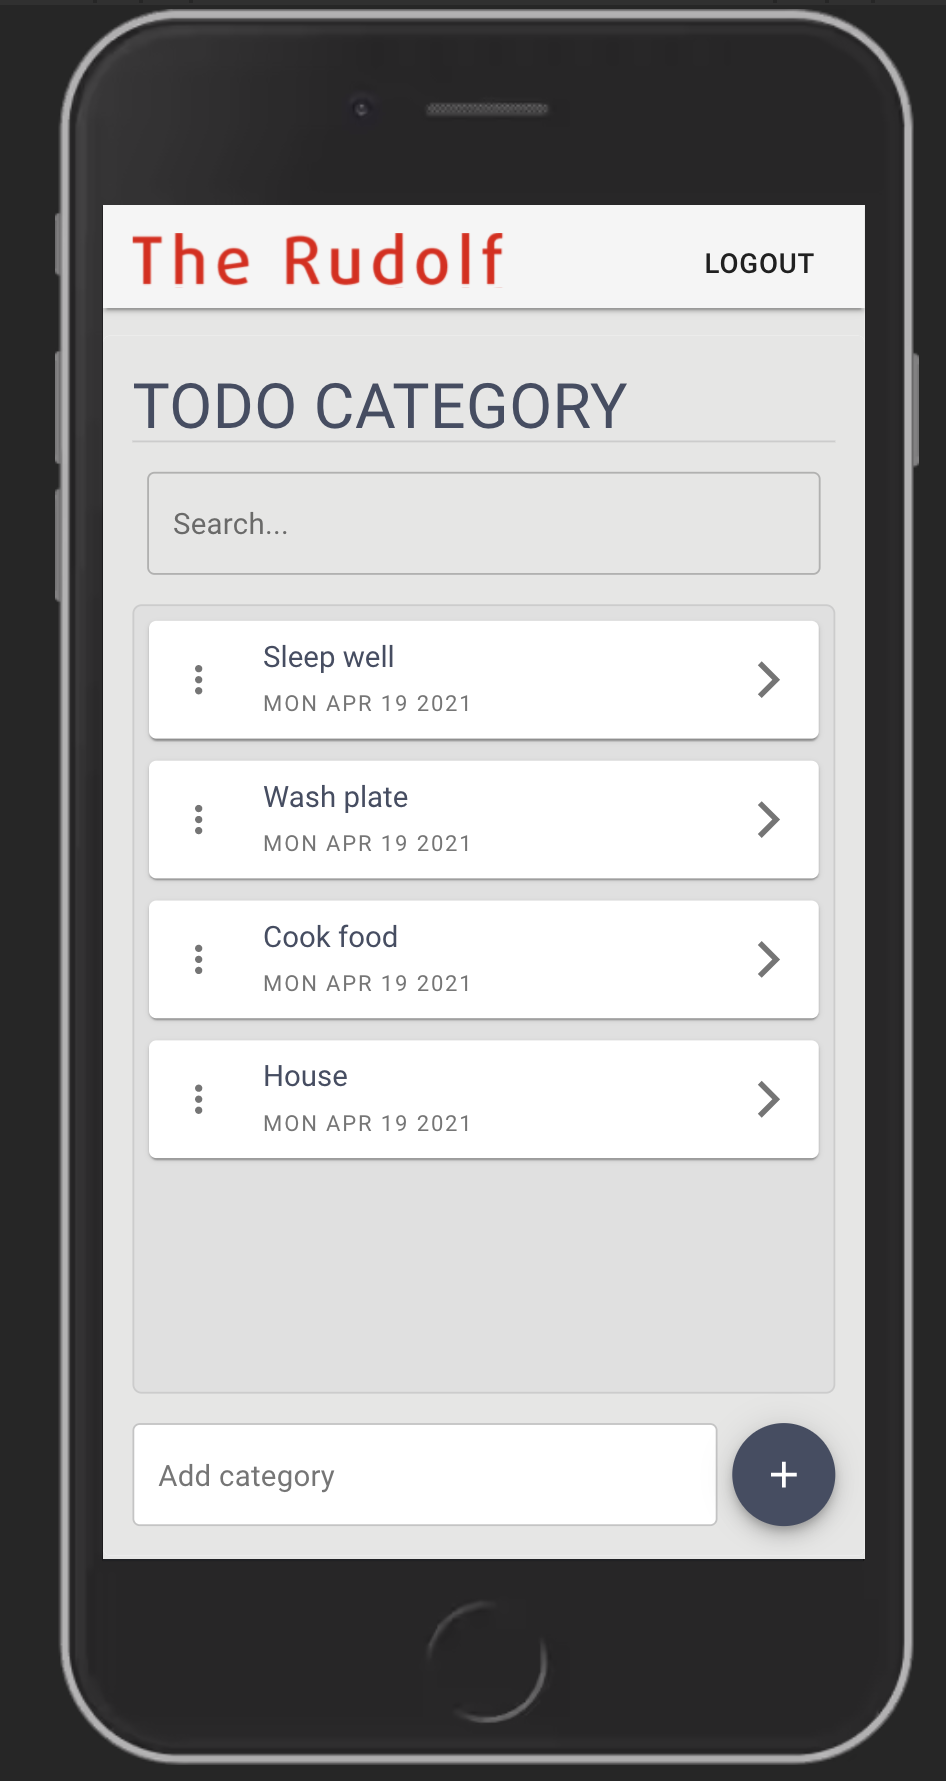 The Rudolf
LOGOUT
TODO CATEGORY
Search...
Sleep well
MON APR 19 2021
Wash plate
MON APR 19 2021
Cook food
MON APR 19 2021
House
MON APR 19 2021
Add category
+